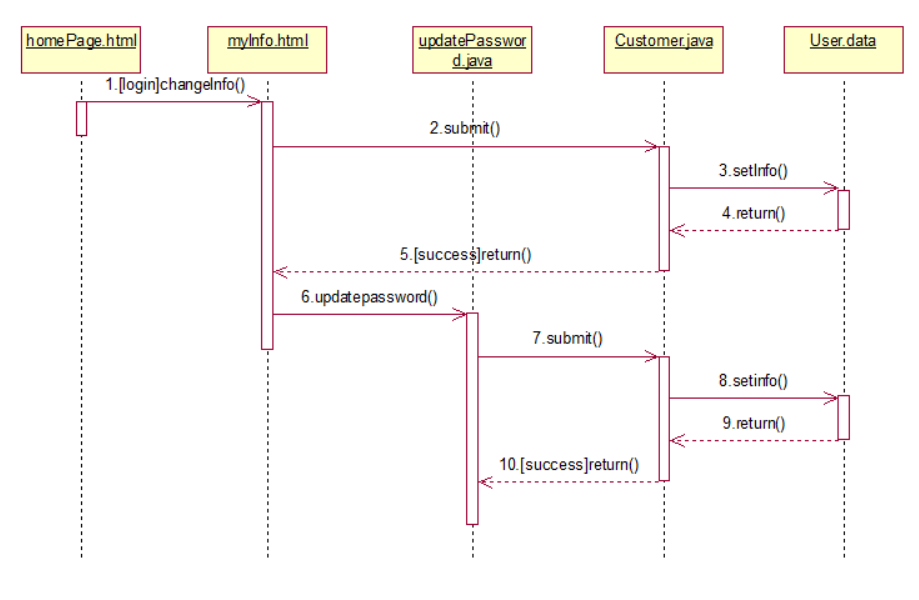 homePage.html
myInfo.html
updatePasswor
d.java
Customer.java
User.data
1.[login]changeInfo()
2.submit()
3.setInfo()
4.return()
5.[success]return()
6.updatepassword()
7.submit()
8.setinfo()
9.return()
10.[success]return()